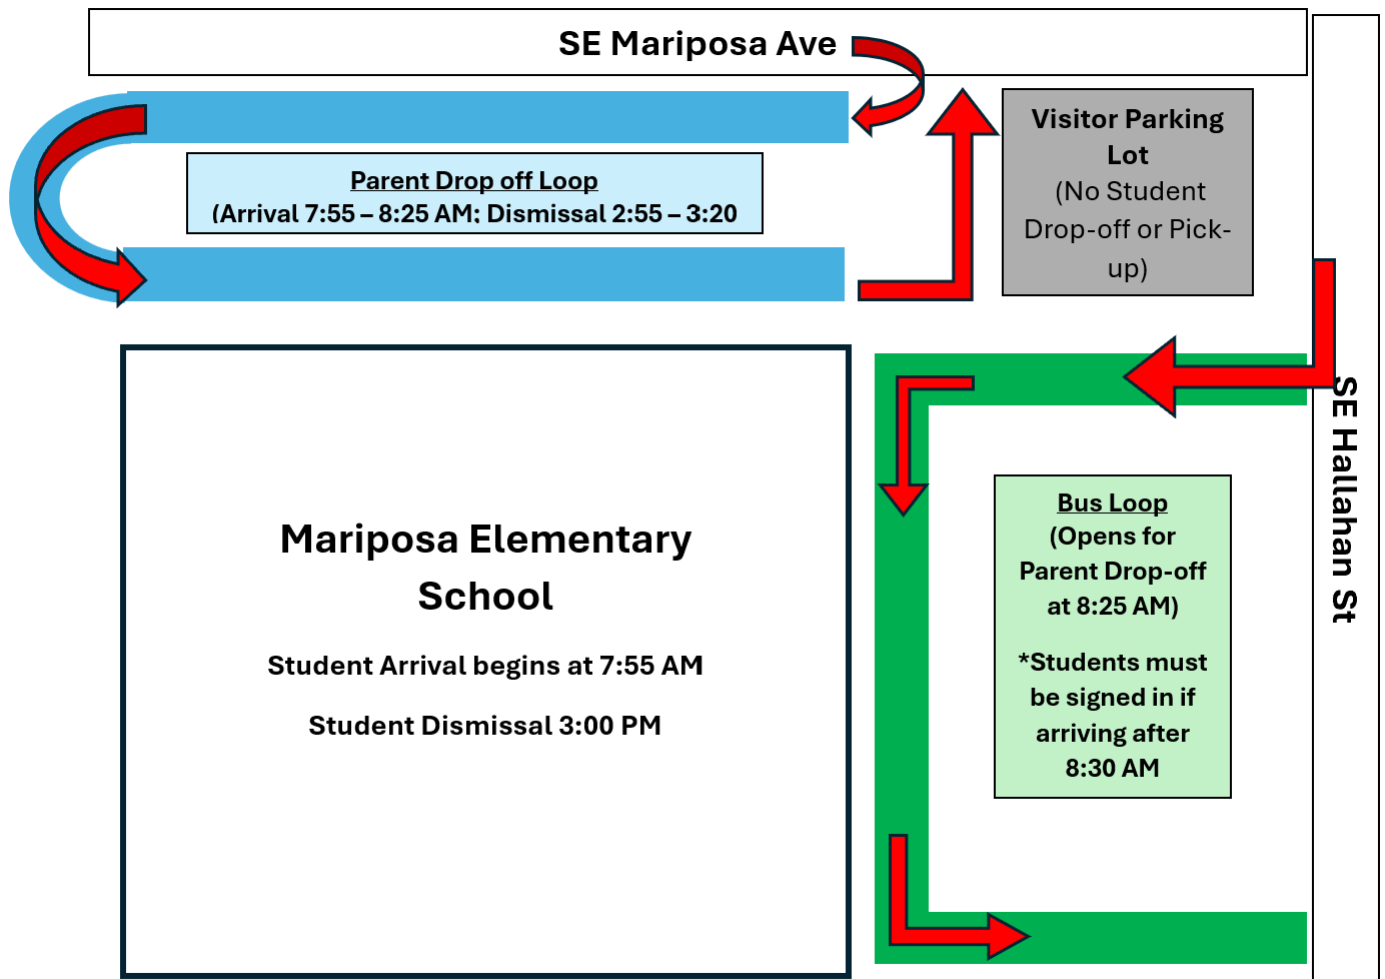 SE Mariposa Ave
Parent Drop off Loop
(Arrival 7:55 – 8:25 AM; Dismissal 2:55 – 3:20
Visitor Parking
Lot
(No Student
Drop-off or Pick-
up)
SE Hallahan St
Mariposa Elementary
School
Student Arrival begins at 7:55 AM
Student Dismissal 3:00 PM
Bus Loop
(Opens for
Parent Drop-off
at 8:25 AM)
*Students must
be signed in if
arriving after
8:30 AM